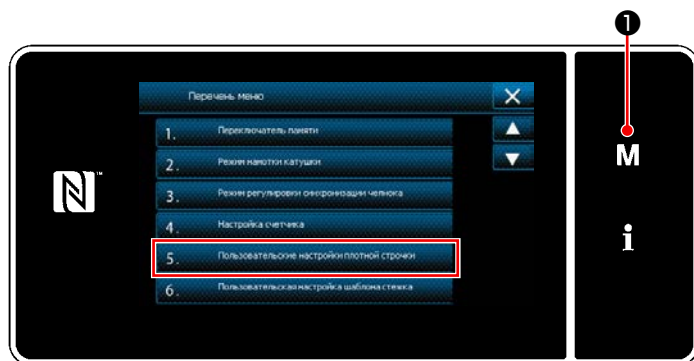 ❶
Перечень меню
1. Переключатель памяти
2. Режим намотки катушки
3. Режим регулировки синхронизации челнока
4. Настройка счетчика
5. Пользовательские настройки плотной строчки
6. Пользовательская настройка шаблона стежка
N
M
i